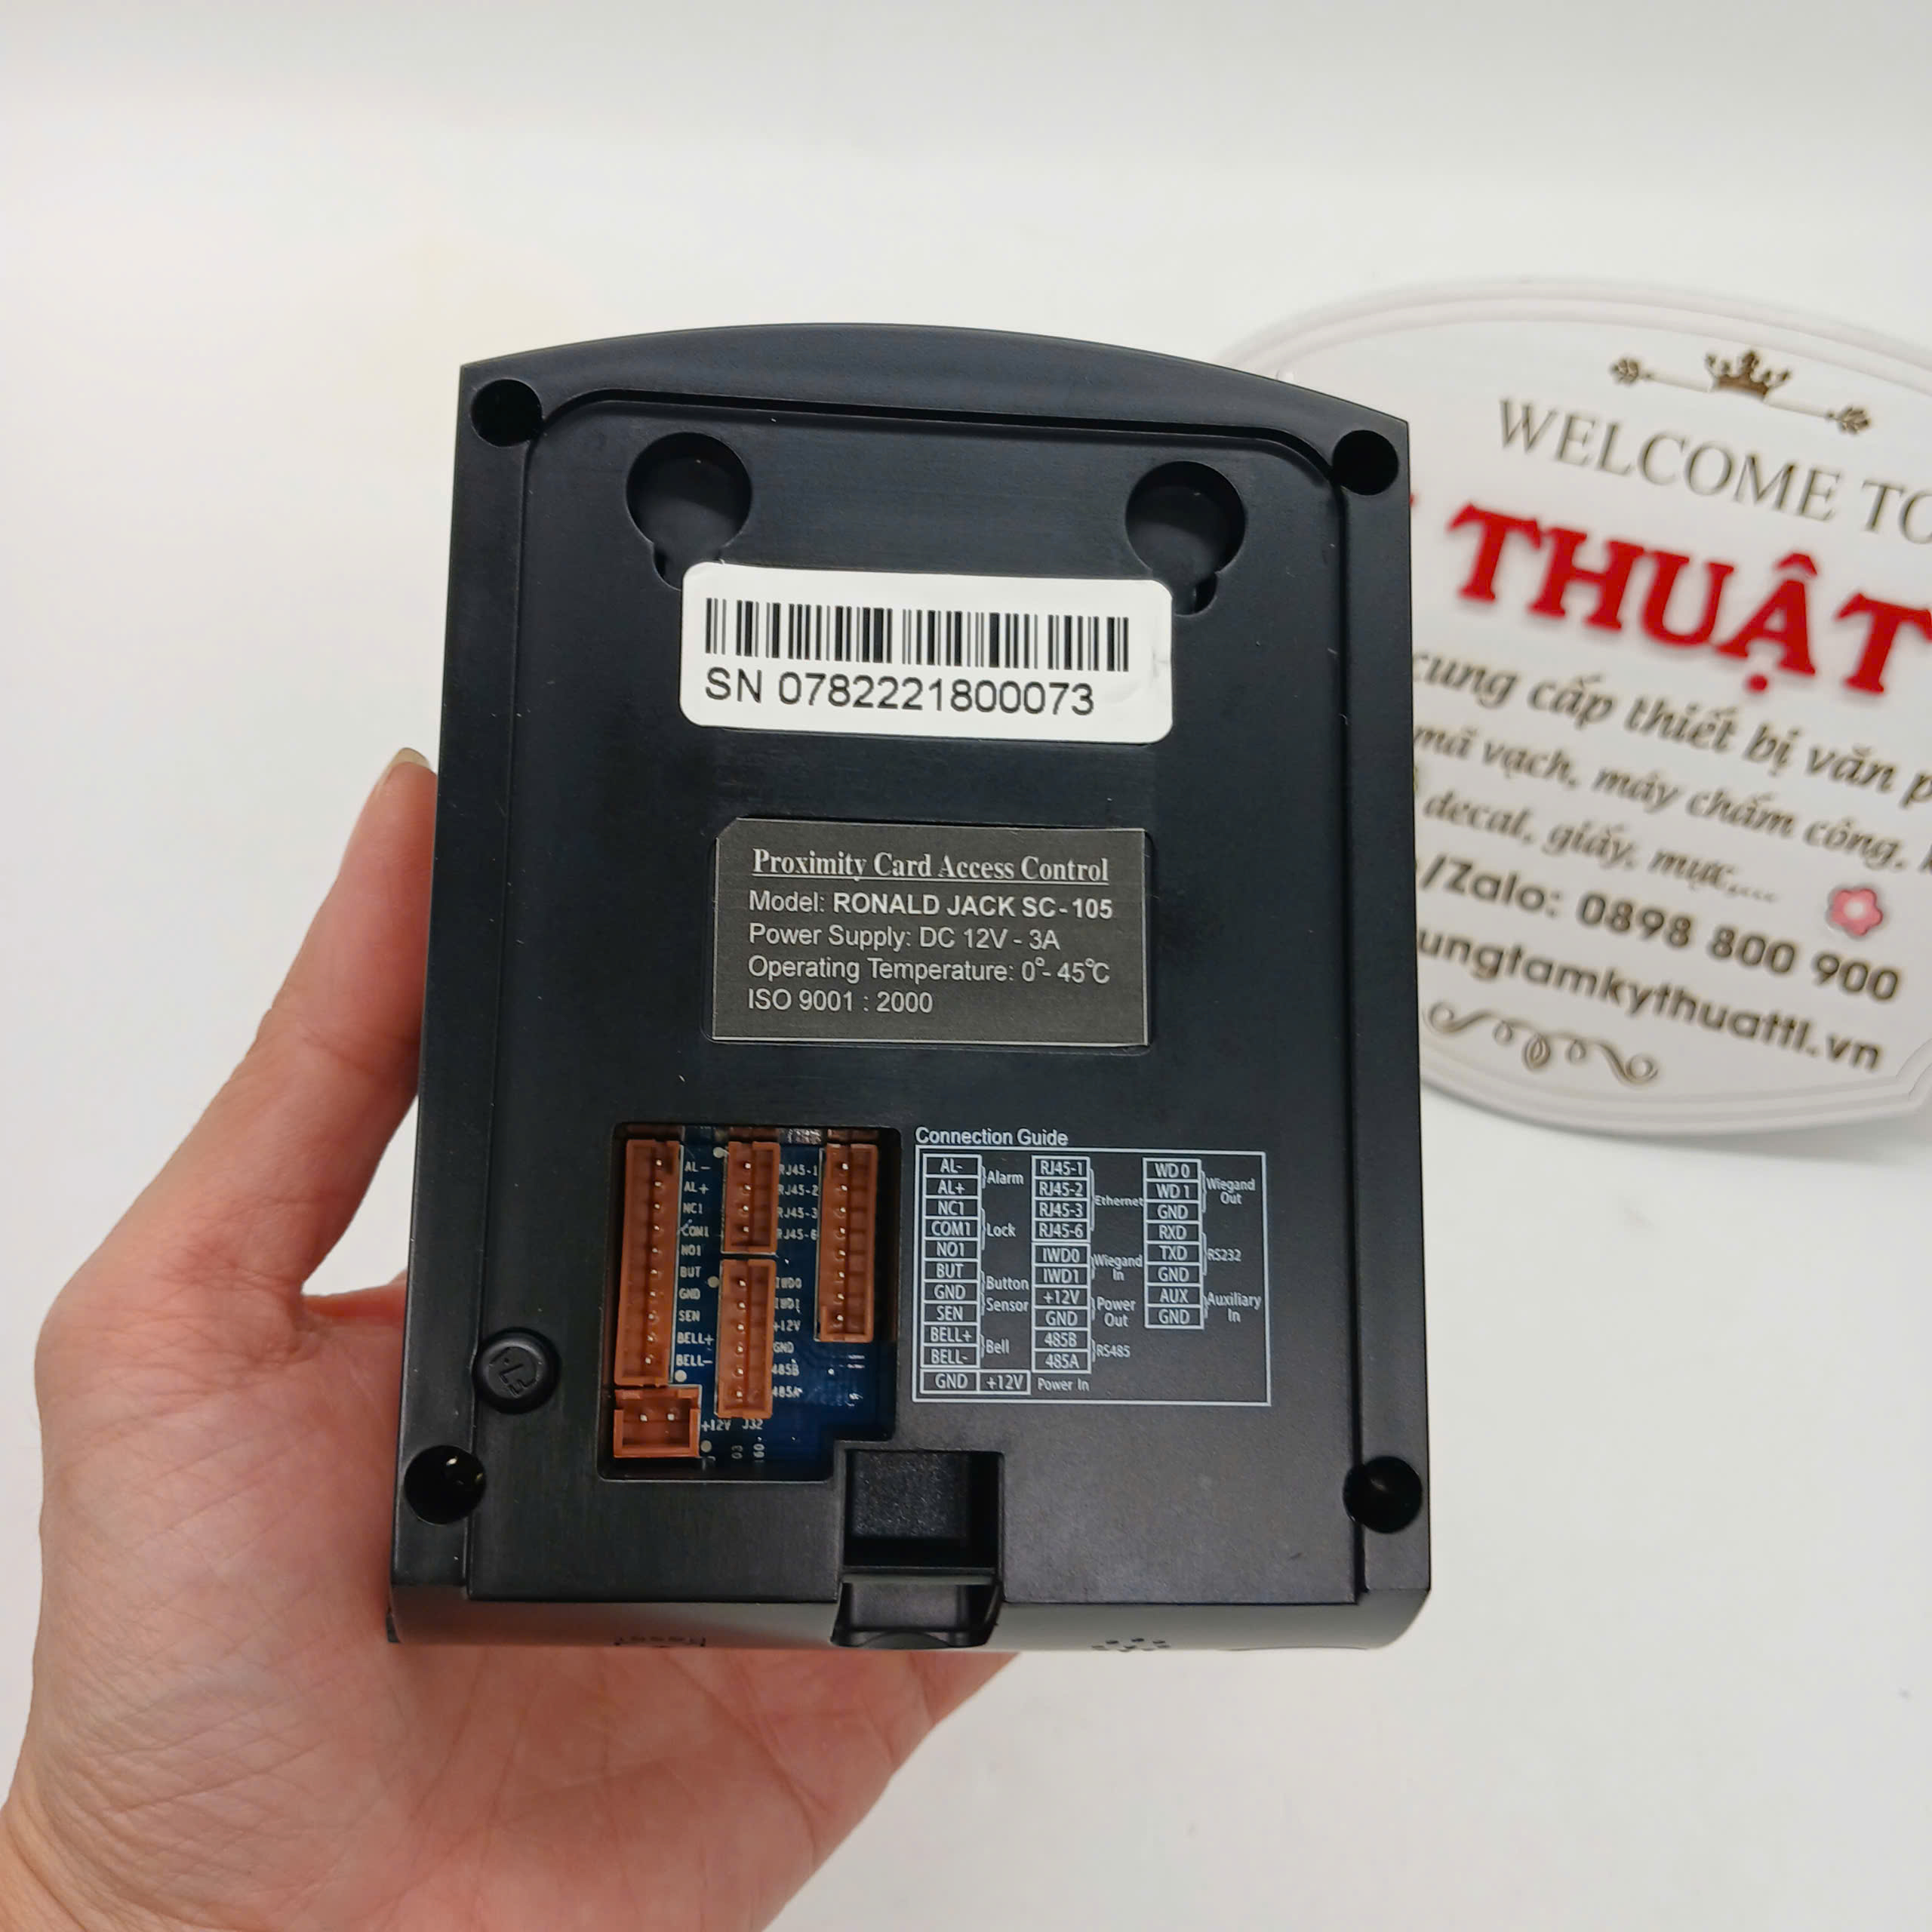 SN 0782221800073
Proximity Card Access Control
Model: RONALD JACK SC-105
Power Supply: DC 12V - 3A
Operating Temperature: 0°- 45°C
ISO 9001 : 2000
AL-
AL+
NC1
COM1
NO1
BUT
GND
SEN
BELL+
BELL-
+12V J32
RJ45-1
RJ45-2
RJ45-3
RJ45-6
IWD0
IWD1
+12V
GND
485B
485A
Connection Guide
AL-
AL+
Alarm
NC1
COM1
NO1
Lock
BUT
GND
SEN
Button
Sensor
BELL+
BELL-
Bell
GND +12V Power In
RJ45-1
RJ45-2
RJ45-3
RJ45-6
Ethernet
IWD0
IWD1
Wiegand
In
+12V
GND
Power
Out
485B
485A
RS485
WD0
WD1
GND
Wiegand
Out
RXD
TXD
GND
RS232
AUX
GND
Auxiliary
In
WELCOME TO
THUẬT
cung cấp thiết bị văn
mã vạch, máy chấm công,
decal, giấy, mực,...
/Zalo: 0898 800 900
ungtamkythuattl.vn